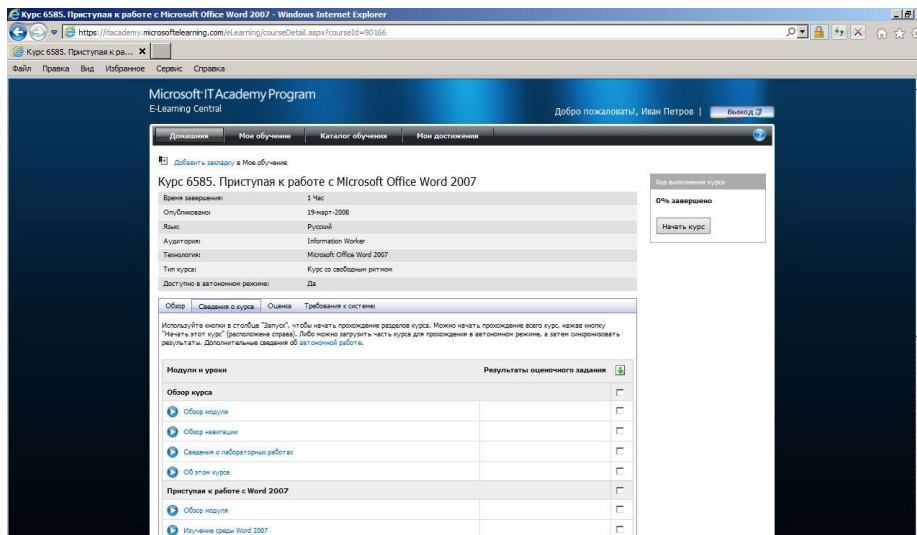 Курс 6585. Приступая к работе с Microsoft Office Word 2007 - Windows Internet Explorer
https://itacademy.microsoftelearning.com/eLearning/courseDetail.aspx?courseId=90166
Курс 6585. Приступая к ра...
Файл Правка Вид Избранное Сервис Справка
Microsoft IT Academy Program
E-Learning Central
Добро пожаловать!, Иван Петров | Выход
Домашняя Мое обучение Каталог обучения Мои достижения
Добавить закладку в Мое обучение
Курс 6585. Приступая к работе с Microsoft Office Word 2007
Время завершения: 1 Час
Опубликовано: 19-март-2008
Язык: Русский
Аудитория: Information Worker
Технология: Microsoft Office Word 2007
Тип курса: Курс со свободным ритмом
Доступно в автономном режиме: Да
Ход выполнения курса
0% завершено
Начать курс
Обзор Сведения о курсе Оценка Требования к системе:
Используйте кнопки в столбце "Запуск", чтобы начать прохождение разделов курса. Можно начать прохождение всего курс, нажав кнопку
"Начать этот курс" (расположена справа). Либо можно загрузить часть курса для прохождения в автономном режиме, а затем синхронизовать
результаты. Дополнительные сведения об автономной работе.
Модули и уроки Результаты оценочного задания
Обзор курса
Обзор модуля
Обзор навигации
Сведения о лабораторных работах
Об этом курсе
Приступая к работе с Word 2007
Обзор модуля
Изучение среды Word 2007